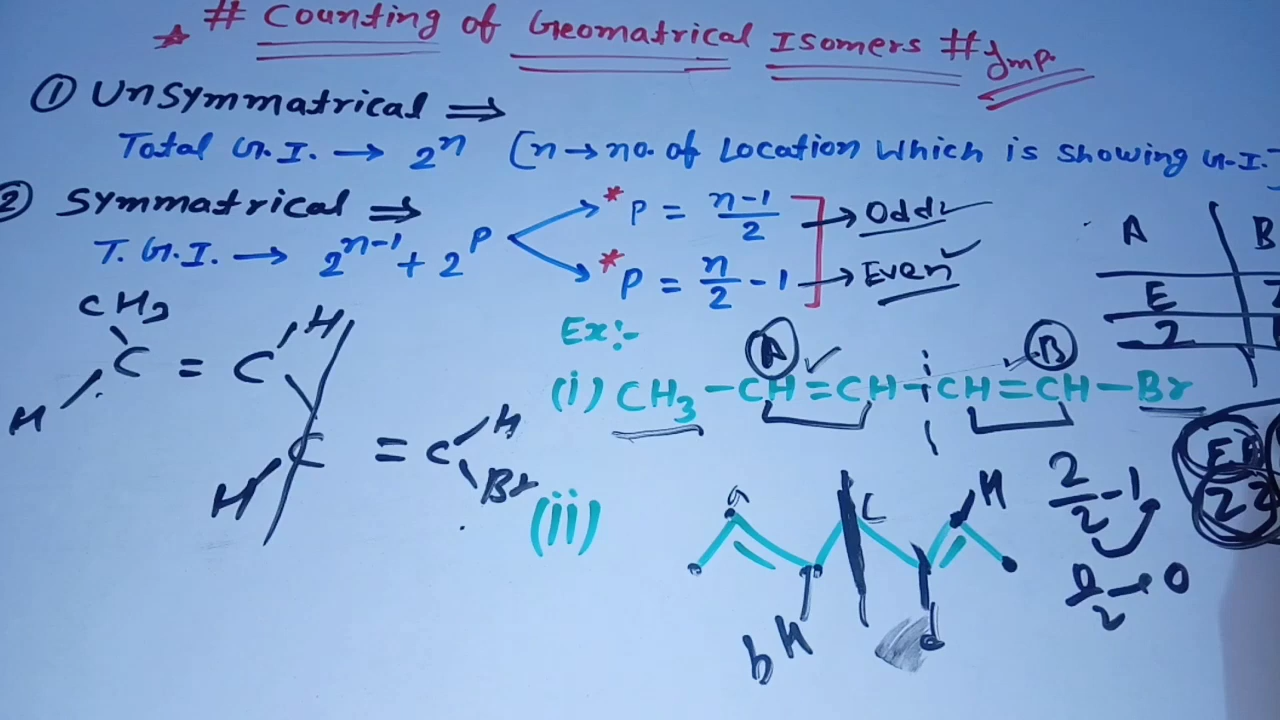 # Counting of Geomatrical Isomers # Imp.
① Unsymmatrical ⇒
Total G.I. → 2ⁿ (n → no. of Location which is showing G.I.
② Symmatrical ⇒
T.G.I. → 2ⁿ⁻¹ + 2ᴾ
* P = n-1/2 → Odd
* P = n/2 - 1 → Even
A B
E
Z
CH3 H
C = C
H
C = C H
H Br
Ex:-
A B
(i) CH3 - CH = CH - CH = CH - Br
(ii)
a C H
b H d
2/2 - 1
EE
ZZ